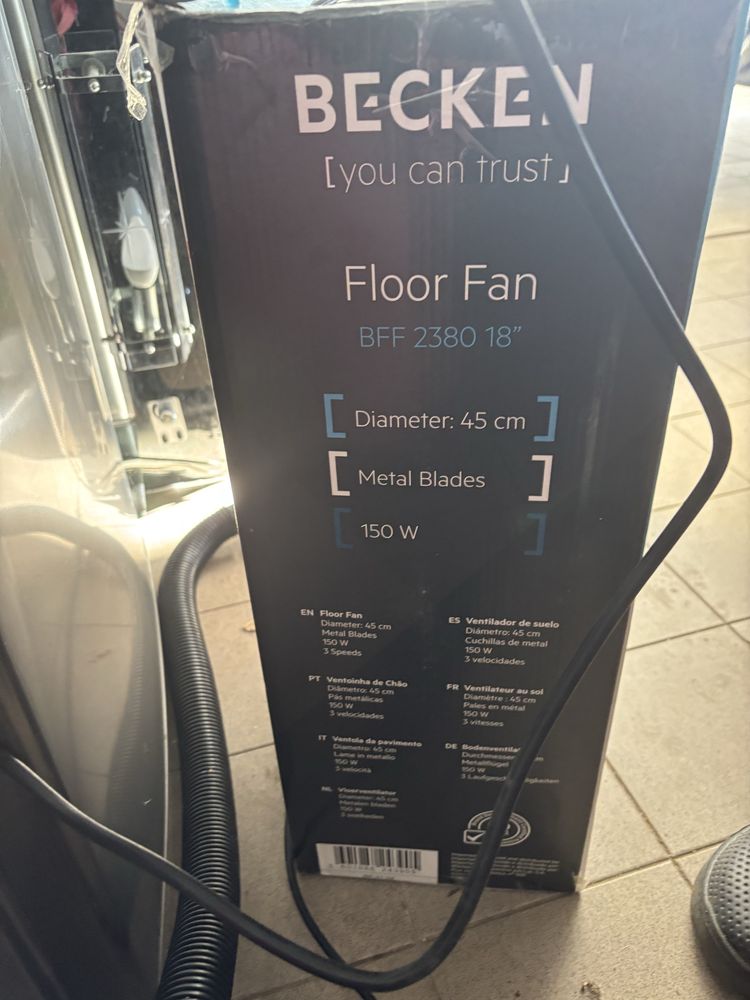 BECKEN
[you can trust]
Floor Fan
BFF 2380 18"
[ Diameter: 45 cm ]
[ Metal Blades ]
[ 150 W ]
EN Floor Fan
Diameter: 45 cm
Metal Blades
150 W
3 Speeds
ES Ventilador de suelo
Diámetro: 45 cm
Cuchillas de metal
150 W
3 velocidades
PT Ventoinha de Chão
Diâmetro: 45 cm
Pás metálicas
150 W
3 velocidades
FR Ventilateur au sol
Diamètre : 45 cm
Pales en métal
150 W
3 vitesses
IT Ventola da pavimento
Diametro: 45 cm
Lame in metallo
150 W
3 velocità
DE
Metallflügel
150 W
NL Vloerventilator
Diameter: 45 cm
Metalen bladen
150 W
3 snelheden